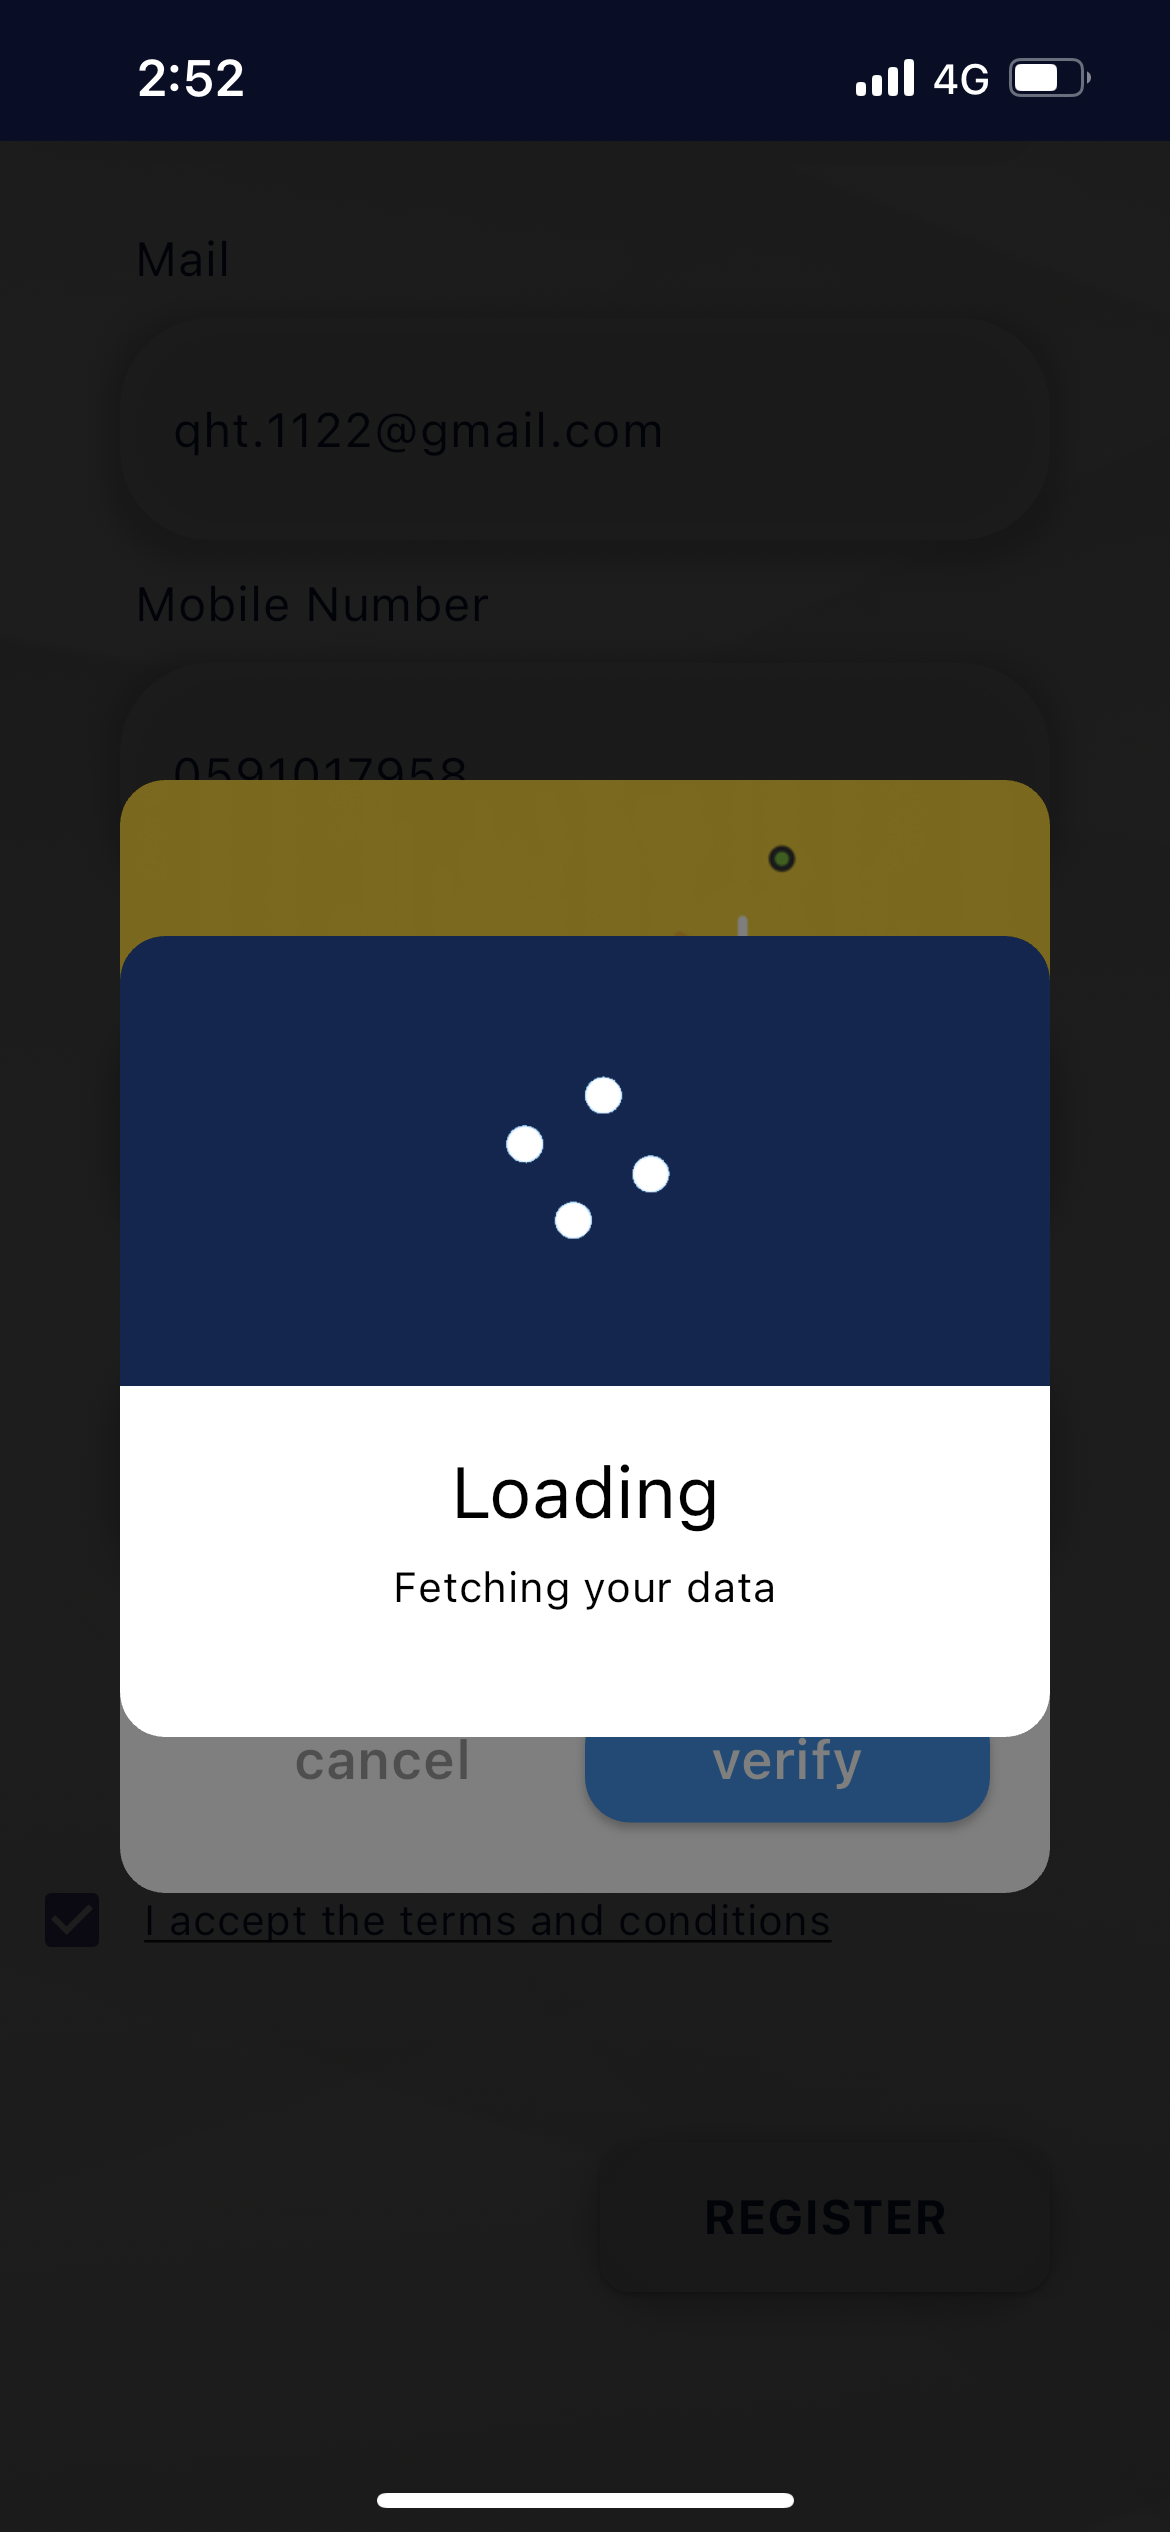 2:52 4G
Mail
qht.1122@gmail.com
Mobile Number
0591017958
Loading
Fetching your data
cancel verify
I accept the terms and conditions
REGISTER